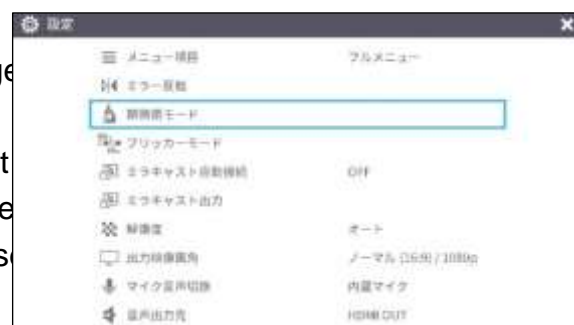 設定
メニュー項目 フルメニュー
ミラー反転
顕微鏡モード
フリッカーモード
ミラキャスト自動接続 OFF
ミラキャスト出力
解像度 オート
出力映像画角 ノーマル (16:9) / 1080p
マイク音声切換 内蔵マイク
音声出力先 HDMI OUT